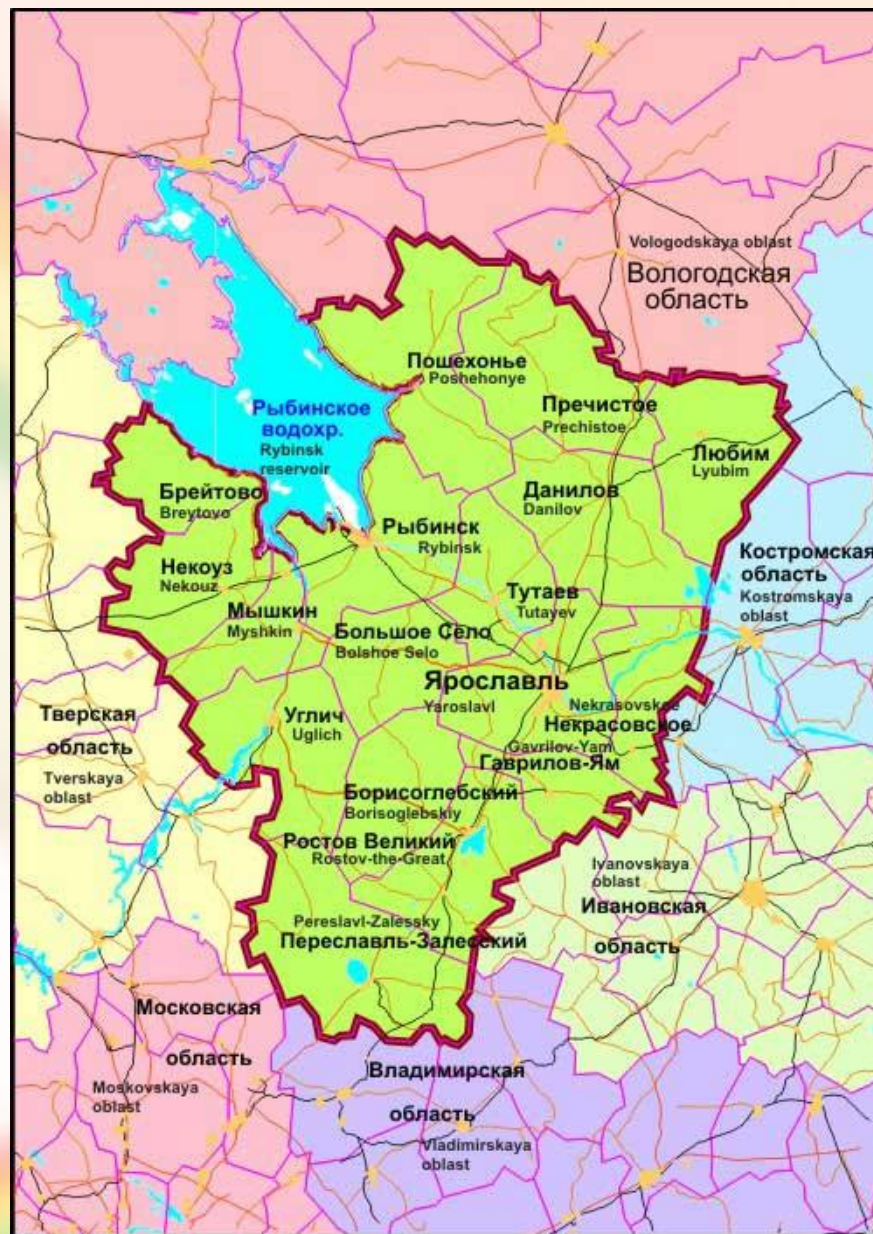 Vologodskaya oblast
Вологодская
область
Пошехонье
Poshehonye
Пречистое
Prechistoe
Рыбинское
водохр.
Rybinsk
reservoir
Любим
Lyubim
Брейтово
Breytovo
Данилов
Danilov
Рыбинск
Rybinsk
Костромская
область
Kostromskaya
oblast
Некоуз
Nekouz
Тутаев
Tutayev
Мышкин
Myshkin
Большое Село
Bolshoe Selo
Ярославль
Yaroslavl
Nekrasovskoe
Некрасовское
Тверская
область
Tverskaya
oblast
Углич
Uglich
Gavrilov-Yam
Гаврилов-Ям
Борисоглебский
Borisoglebskiy
Ростов Великий
Rostov-the-Great
Ivanovskaya
oblast
Ивановская
область
Pereslavl-Zalessky
Переславль-Залесский
Московская
область
Moskovskaya
oblast
Владимирская
область
Vladimirskaya
oblast